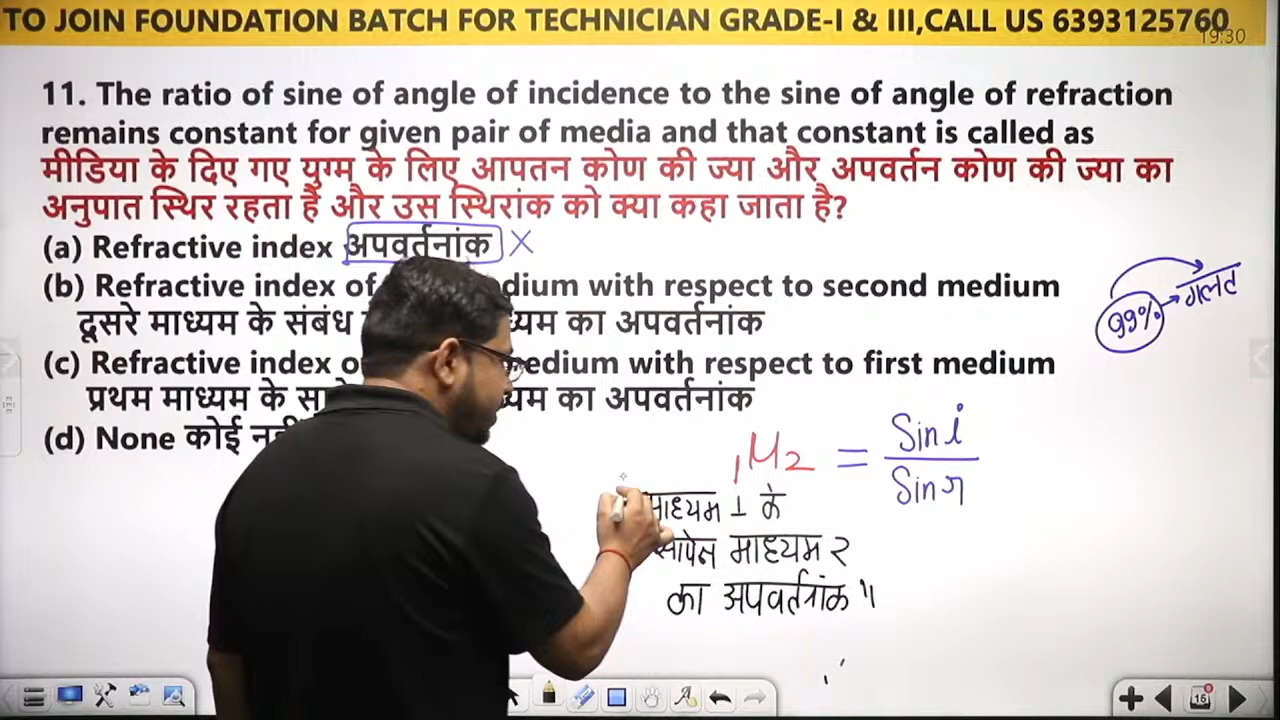 TO JOIN FOUNDATION BATCH FOR TECHNICIAN GRADE-I & III,CALL US 6393125760
19:30
11. The ratio of sine of angle of incidence to the sine of angle of refraction
remains constant for given pair of media and that constant is called as
मीडिया के दिए गए युग्म के लिए आपतन कोण की ज्या और अपवर्तन कोण की ज्या का
अनुपात स्थिर रहता है और उस स्थिरांक को क्या कहा जाता है?
(a) Refractive index अपवर्तनांक ×
(b) Refractive index of medium with respect to second medium
दूसरे माध्यम के संबंध का अपवर्तनांक
(c) Refractive index medium with respect to first medium
प्रथम माध्यम के का अपवर्तनांक
(d) None कोई
99% → गलत
₁μ₂ = Sin i / Sin r
माध्यम 1 के
सापेक्ष माध्यम 2
का अपवर्तनांक "
16